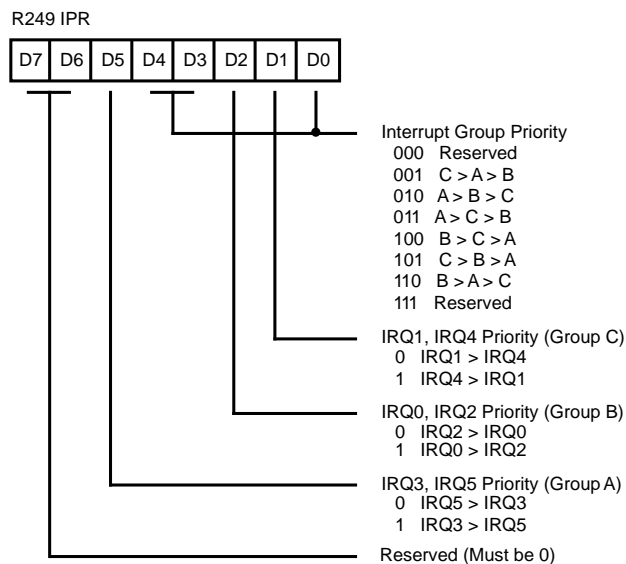 R249 IPR
D7 D6 D5 D4 D3 D2 D1 D0
Interrupt Group Priority
000 Reserved
001 C > A > B
010 A > B > C
011 A > C > B
100 B > C > A
101 C > B > A
110 B > A > C
111 Reserved
IRQ1, IRQ4 Priority (Group C)
0 IRQ1 > IRQ4
1 IRQ4 > IRQ1
IRQ0, IRQ2 Priority (Group B)
0 IRQ2 > IRQ0
1 IRQ0 > IRQ2
IRQ3, IRQ5 Priority (Group A)
0 IRQ5 > IRQ3
1 IRQ3 > IRQ5
Reserved (Must be 0)